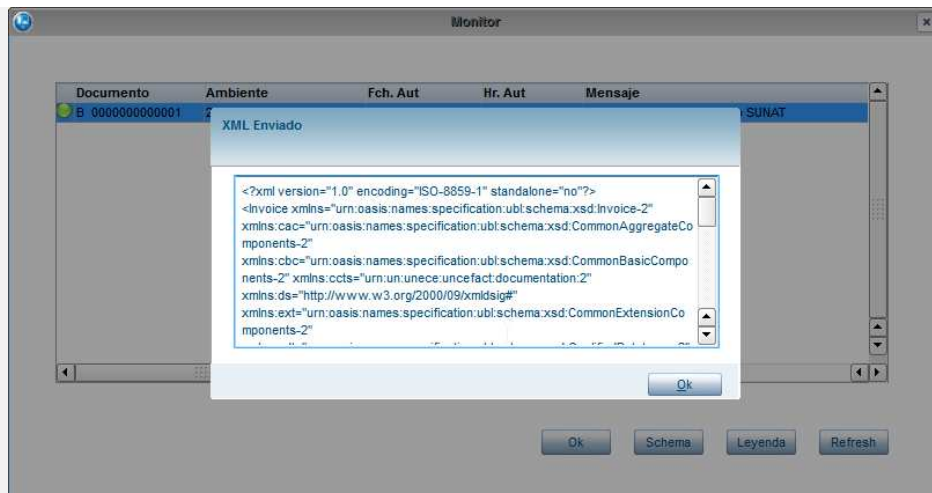 Monitor
Documento Ambiente Fch. Aut Hr. Aut Mensaje
B 0000000000001 2 SUNAT
XML Enviado
<?xml version="1.0" encoding="ISO-8859-1" standalone="no"?>
<Invoice xmlns="urn:oasis:names:specification:ubl:schema:xsd:Invoice-2"
xmlns:cac="urn:oasis:names:specification:ubl:schema:xsd:CommonAggregateCo
mponents-2"
xmlns:cbc="urn:oasis:names:specification:ubl:schema:xsd:CommonBasicCompo
nents-2" xmlns:ccts="urn:un:unece:uncefact:documentation:2"
xmlns:ds="http://www.w3.org/2000/09/xmldsig#"
xmlns:ext="urn:oasis:names:specification:ubl:schema:xsd:CommonExtensionCo
mponents-2"
Ok
Ok Schema Leyenda Refresh